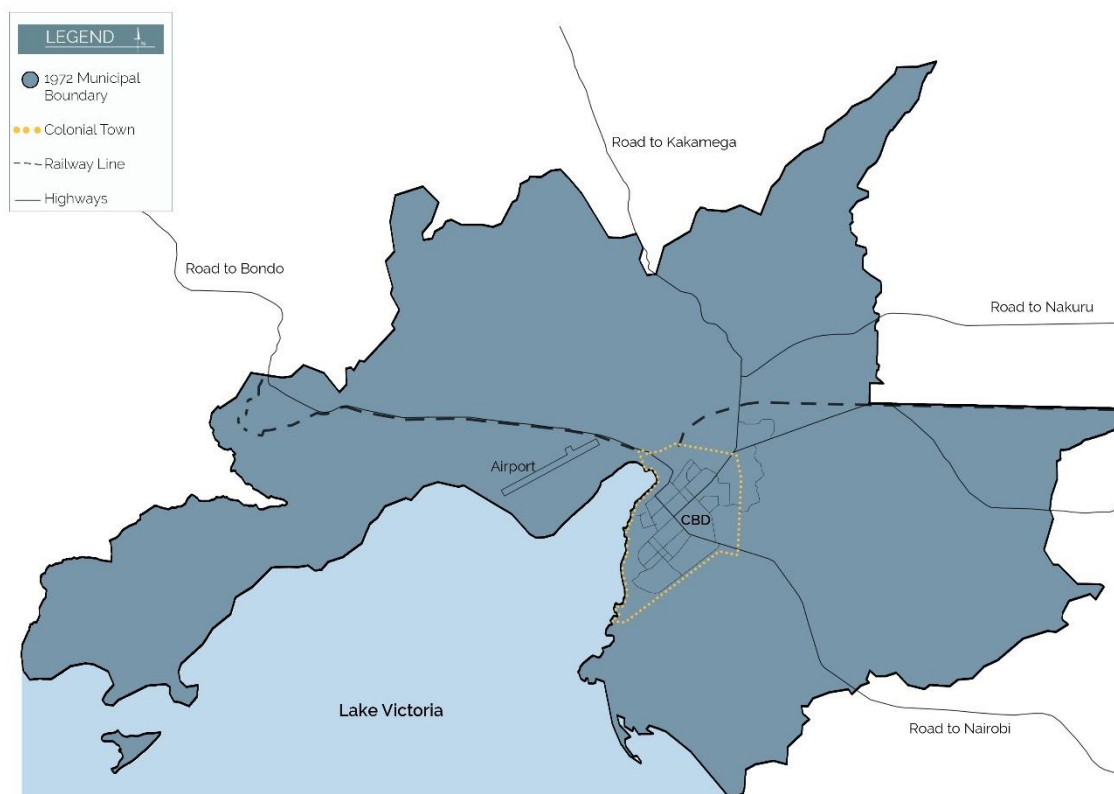 LEGEND
N
1972 Municipal
Boundary
Colonial Town
Railway Line
Highways
Road to Kakamega
Road to Bondo
Road to Nakuru
Airport
CBD
Lake Victoria
Road to Nairobi